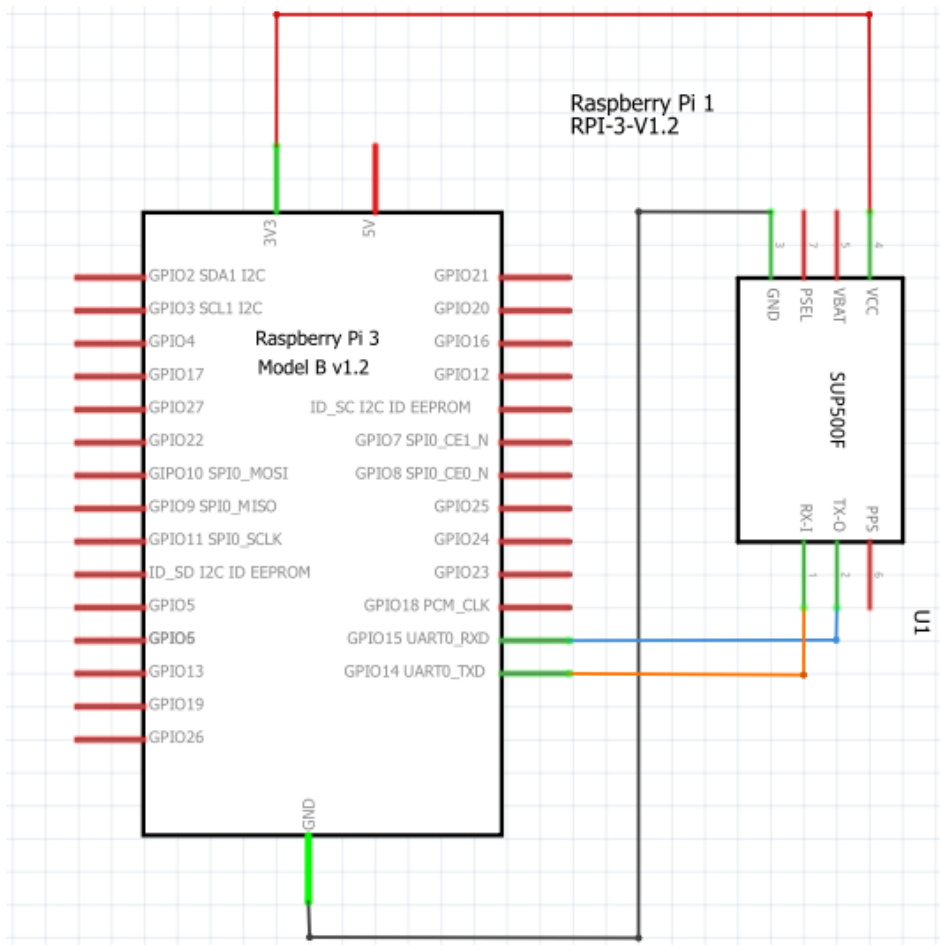 Raspberry Pi 1
RPI-3-V1.2
3V3
5V
GPIO2 SDA1 I2C
GPIO3 SCL1 I2C
GPIO4
GPIO17
GPIO27
GPIO22
GIPO10 SPI0_MOSI
GPIO9 SPI0_MISO
GPIO11 SPI0_SCLK
ID_SD I2C ID EEPROM
GPIO5
GPIO6
GPIO13
GPIO19
GPIO26
Raspberry Pi 3
Model B v1.2
GPIO21
GPIO20
GPIO16
GPIO12
ID_SC I2C ID EEPROM
GPIO7 SPI0_CE1_N
GPIO8 SPI0_CE0_N
GPIO25
GPIO24
GPIO23
GPIO18 PCM_CLK
GPIO15 UART0_RXD
GPIO14 UART0_TXD
GND
3
7
5
4
GND
PSEL
VBAT
VCC
SUP500F
RX-I
TX-O
PPS
1
2
6
U1